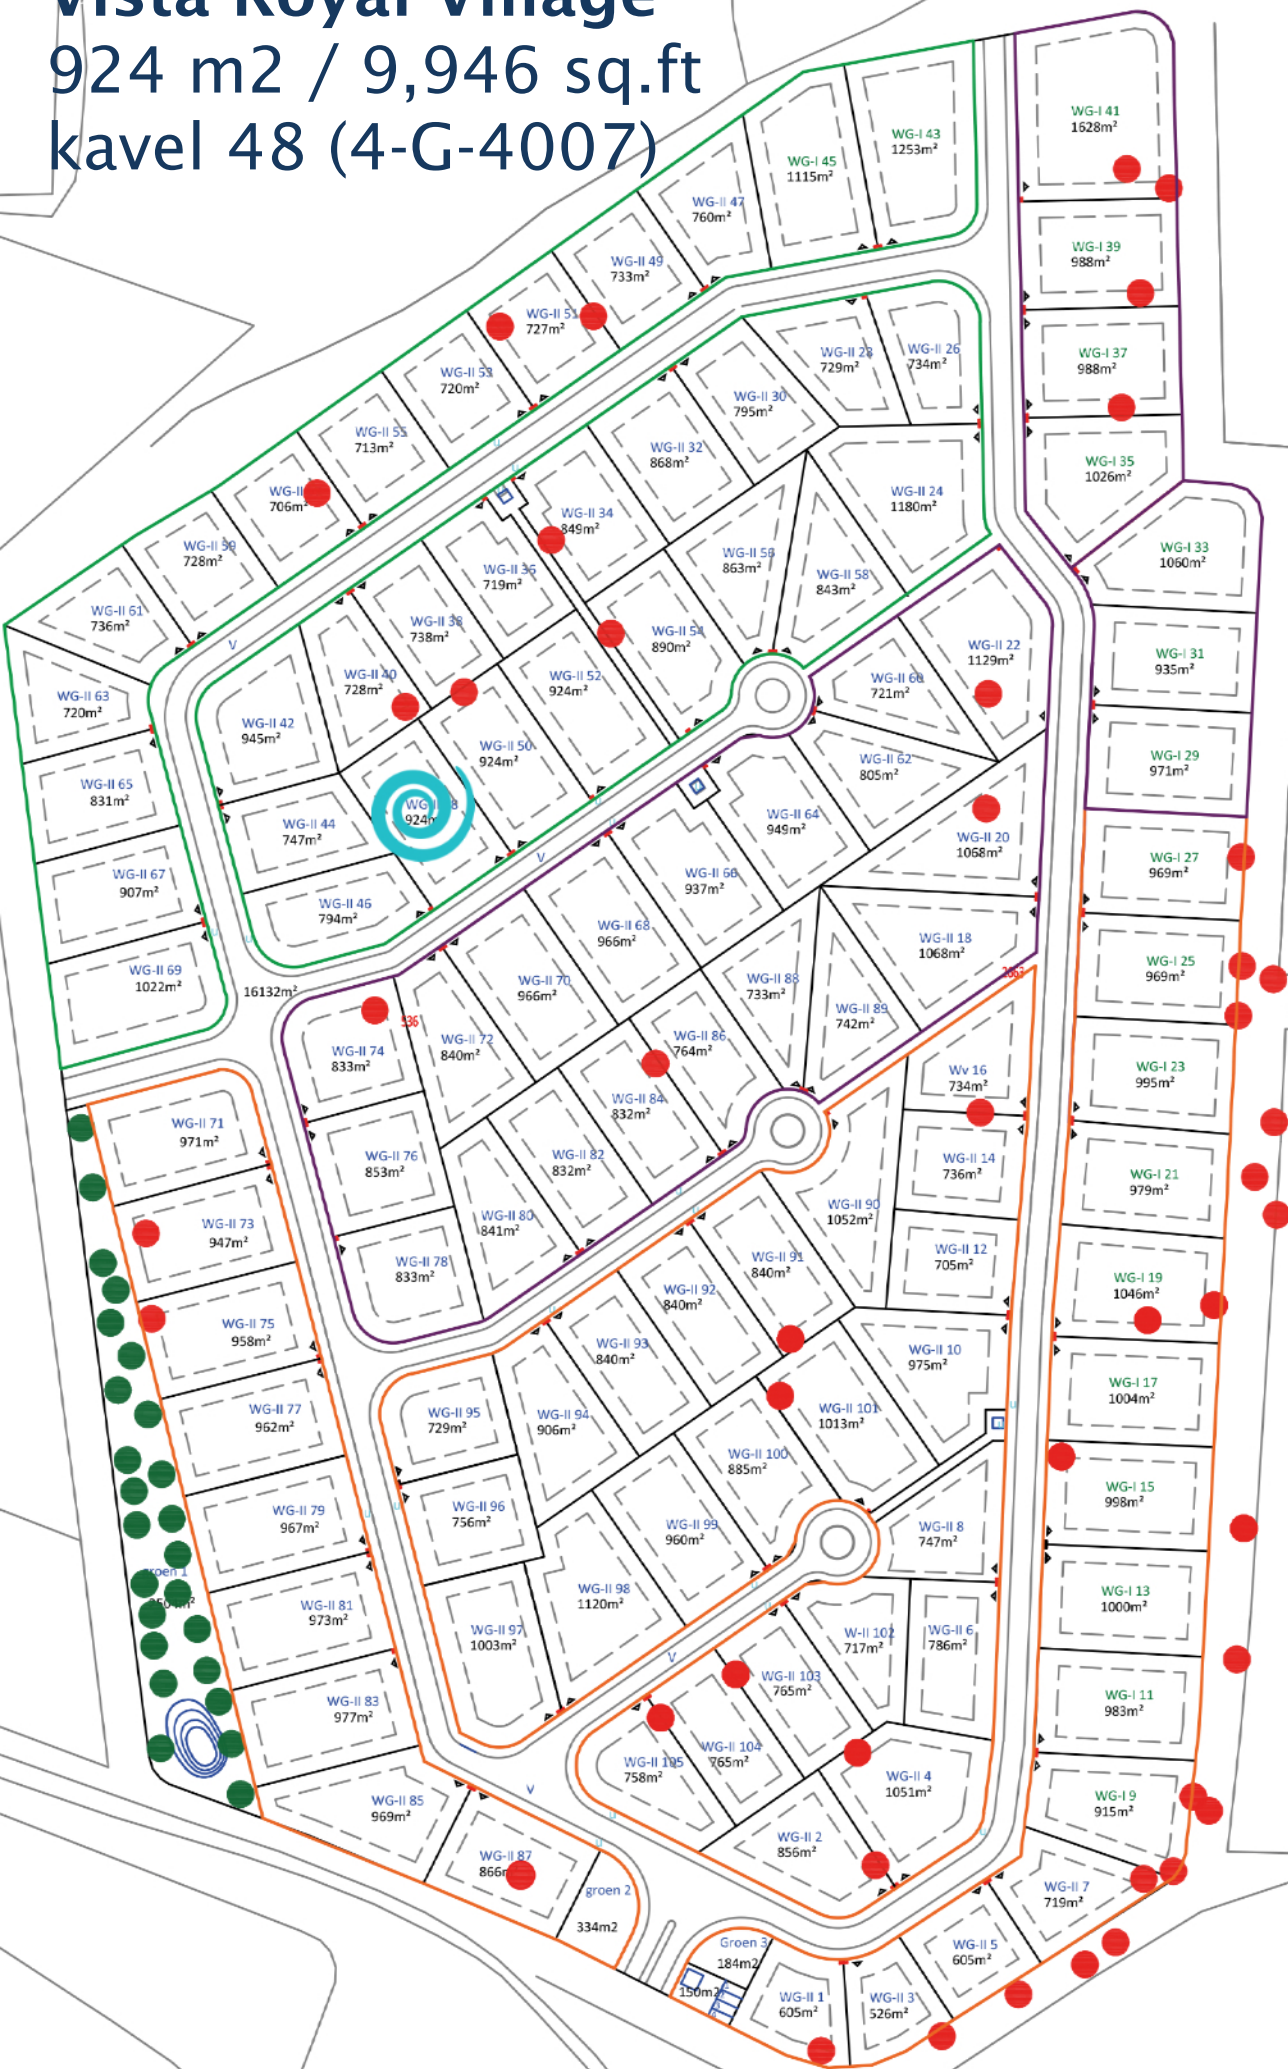 Vista Royal Village
924 m2 / 9,946 sq.ft
kavel 48 (4-G-4007)
WG-I 41
1628m²
WG-I 43
1253m²
WG-I 45
1115m²
WG-II 47
760m²
WG-I 39
988m²
WG-II 49
733m²
WG-II 51
727m²
WG-I 37
988m²
WG-II 28
729m²
WG-II 26
734m²
WG-II 53
720m²
WG-II 30
795m²
WG-II 55
713m²
WG-II 32
868m²
WG-I 35
1026m²
WG-II
706m²
WG-II 24
1180m²
WG-II 34
849m²
WG-II 59
728m²
WG-I 33
1060m²
WG-II 56
863m²
WG-II 36
719m²
WG-II 58
843m²
WG-II 61
736m²
WG-II 38
738m²
WG-II 54
890m²
WG-II 22
1129m²
WG-I 31
935m²
V
WG-II 40
728m²
WG-II 52
924m²
WG-II 60
721m²
WG-II 63
720m²
WG-II 42
945m²
WG-II 50
924m²
WG-I 29
971m²
WG-II 62
805m²
WG-II 65
831m²
WG-II 44
747m²
924m
WG-II 64
949m²
WG-II 20
1068m²
V
WG-I 27
969m²
WG-II 67
907m²
WG-II 66
937m²
WG-II 46
794m²
WG-II 68
966m²
WG-II 18
1068m²
WG-I 25
969m²
WG-II 69
1022m²
16132m²
WG-II 70
966m²
WG-II 88
733m²
WG-II 89
742m²
936
WG-II 74
833m²
WG-II 72
840m²
WG-II 86
764m²
Wv 16
734m²
WG-I 23
995m²
WG-II 84
832m²
WG-II 71
971m²
WG-II 76
853m²
WG-II 82
832m²
WG-II 14
736m²
WG-I 21
979m²
WG-II 73
947m²
WG-II 80
841m²
WG-II 90
1052m²
WG-II 78
833m²
WG-II 91
840m²
WG-II 12
705m²
WG-I 19
1046m²
WG-II 92
840m²
WG-II 75
958m²
WG-II 93
840m²
WG-II 10
975m²
WG-I 17
1004m²
WG-II 77
962m²
WG-II 95
729m²
WG-II 94
906m²
WG-II 101
1013m²
WG-II 100
885m²
WG-I 15
998m²
WG-II 79
967m²
WG-II 96
756m²
WG-II 99
960m²
WG-II 8
747m²
groen 1
WG-II 98
1120m²
WG-I 13
1000m²
WG-II 81
973m²
WG-II 97
1003m²
W-II 102
717m²
WG-II 6
786m²
V
WG-II 103
765m²
WG-II 83
977m²
WG-I 11
983m²
WG-II 105
758m²
WG-II 104
765m²
WG-II 4
1051m²
V
WG-II 85
969m²
WG-I 9
915m²
WG-II 2
856m²
WG-II 87
866m
groen 2
334m2
WG-II 7
719m²
Groen 3
184m2
WG-II 5
605m²
150m2
WG-II 1
605m²
WG-II 3
526m²